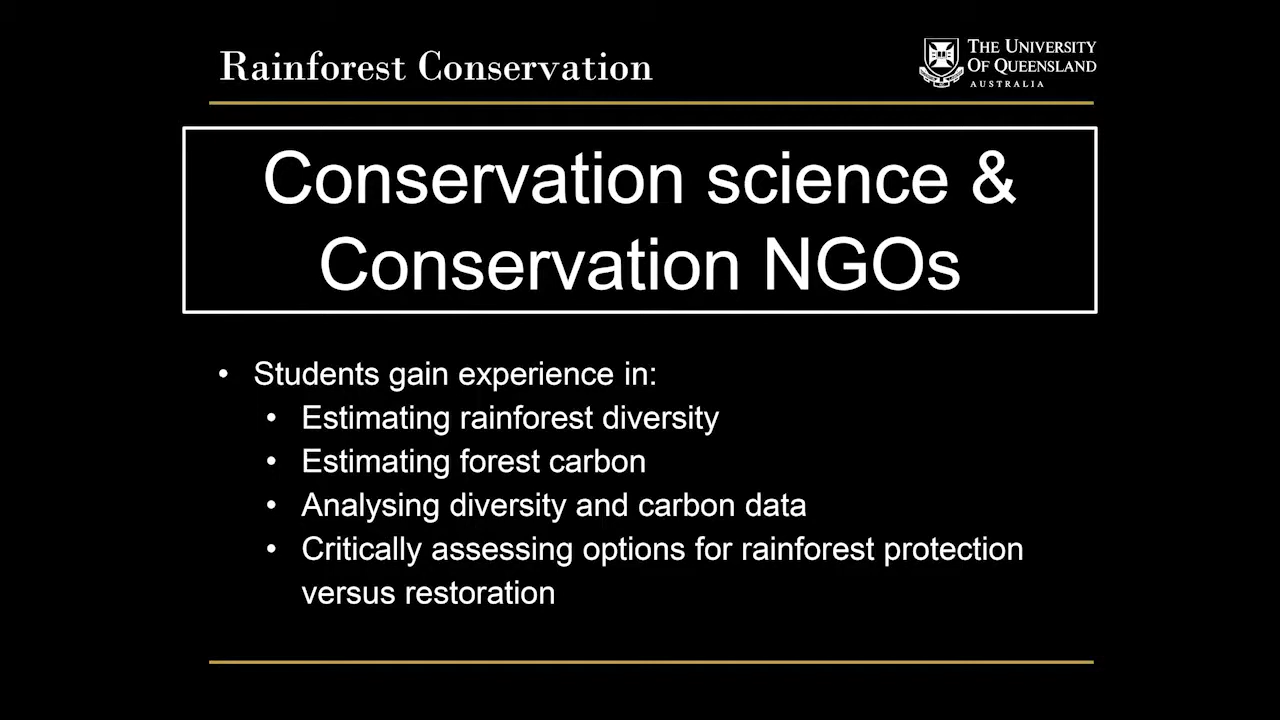 Rainforest Conservation
THE UNIVERSITY
OF QUEENSLAND
AUSTRALIA
Conservation science &
Conservation NGOs
• Students gain experience in:
• Estimating rainforest diversity
• Estimating forest carbon
• Analysing diversity and carbon data
• Critically assessing options for rainforest protection
versus restoration